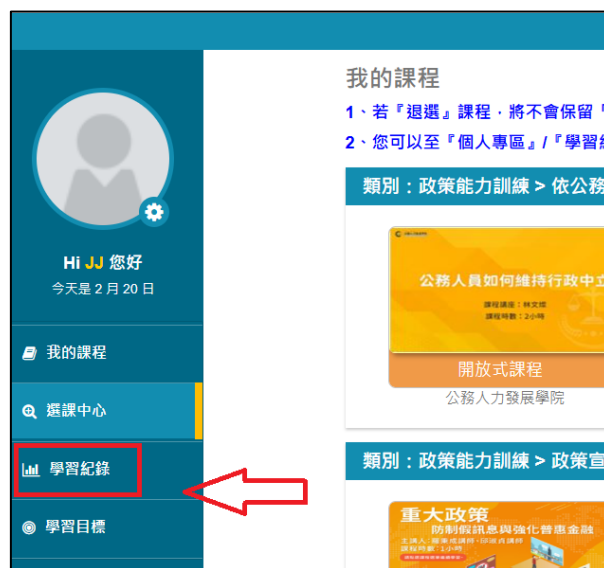 Hi JJ 您好
今天是 2 月 20 日
我的課程
選課中心
學習紀錄
學習目標
我的課程
1、若『退選』課程，將不會保留「
2、您可以至『個人專區』/『學習
類別：政策能力訓練 > 依公務
公務人員如何維持行政中立
課程講座：林文燦
課程時數：2小時
開放式課程
公務人力發展學院
類別：政策能力訓練 > 政策宣
重大政策
防制假訊息與強化普惠金融
課程時數：1小時